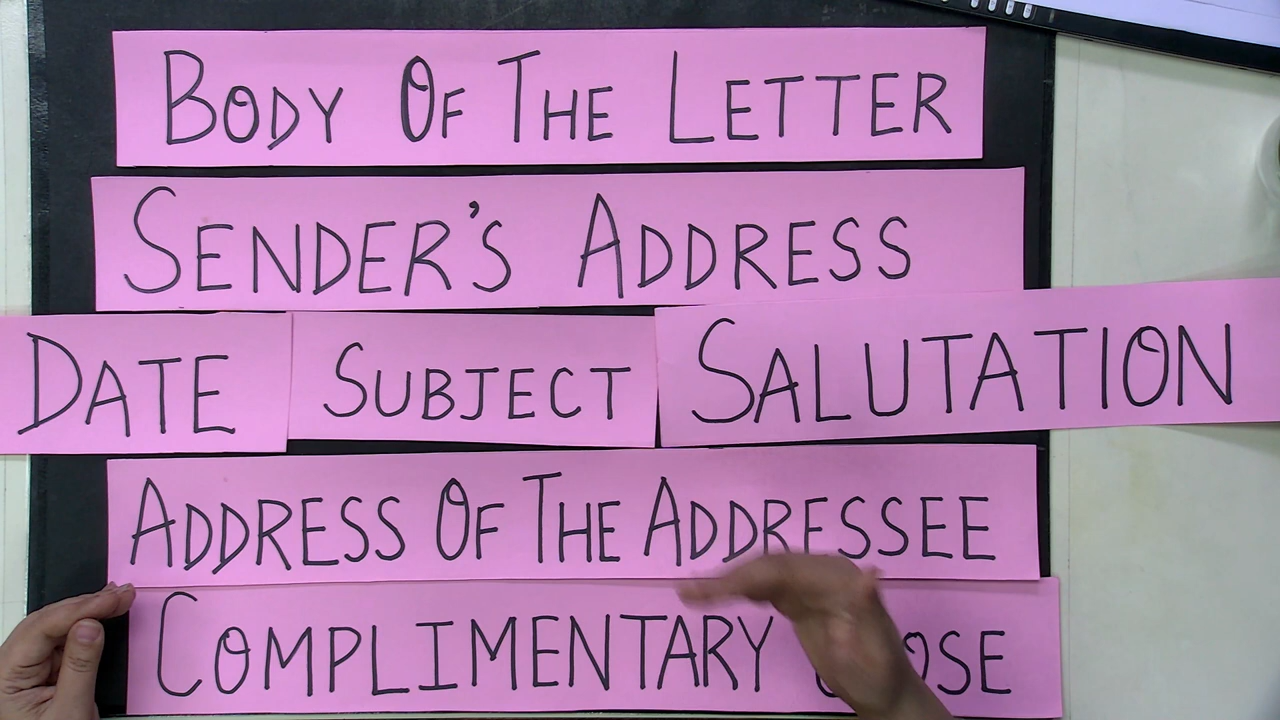 BODY OF THE LETTER
SENDER'S ADDRESS
DATE SUBJECT SALUTATION
ADDRESS OF THE ADDRESSEE
COMPLIMENTARY